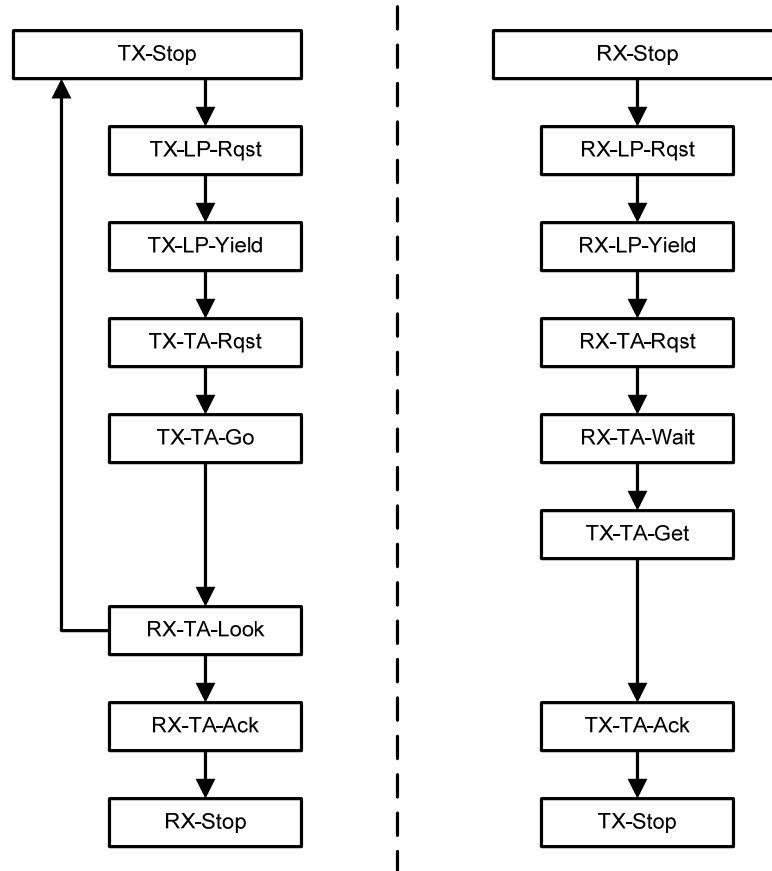 TX-Stop
TX-LP-Rqst
TX-LP-Yield
TX-TA-Rqst
TX-TA-Go
RX-TA-Look
RX-TA-Ack
RX-Stop
RX-Stop
RX-LP-Rqst
RX-LP-Yield
RX-TA-Rqst
RX-TA-Wait
TX-TA-Get
TX-TA-Ack
TX-Stop